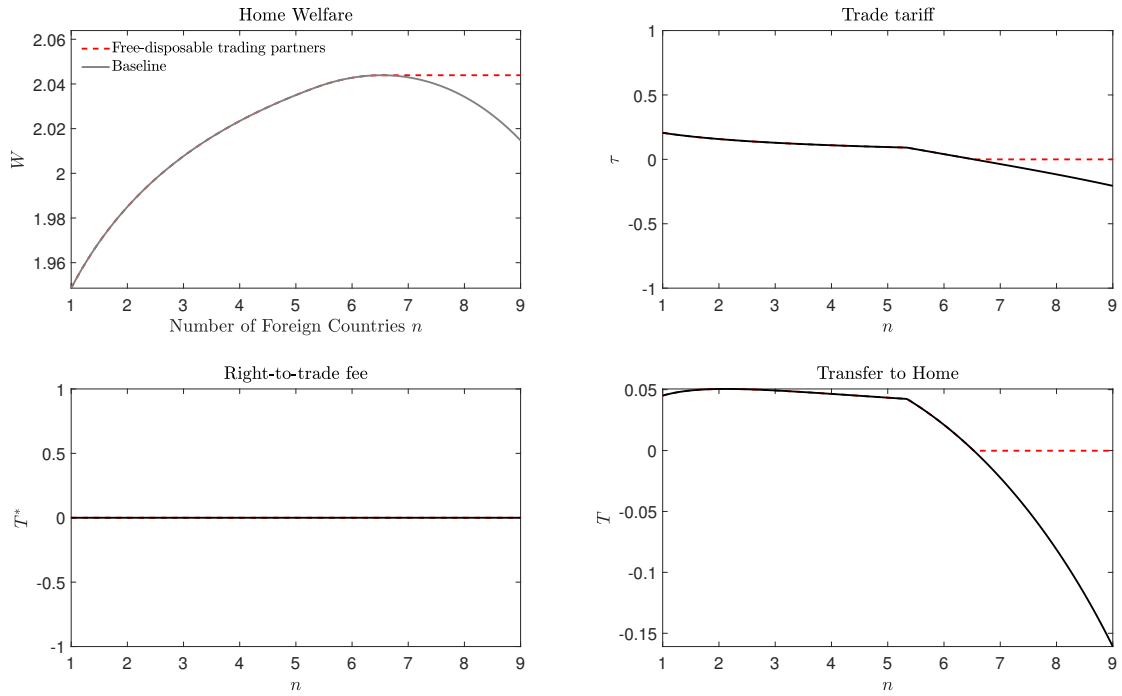 Home Welfare
2.06
2.04
2.02
2
1.98
1.96
W
Free-disposable trading partners
Baseline
1 2 3 4 5 6 7 8 9
Number of Foreign Countries n
Trade tariff
1
0.5
0
-0.5
-1
τ
1 2 3 4 5 6 7 8 9
n
Right-to-trade fee
1
0.5
0
-0.5
-1
T*
1 2 3 4 5 6 7 8 9
n
Transfer to Home
0.05
0
0.05
-0.1
-0.15
T
1 2 3 4 5 6 7 8 9
n